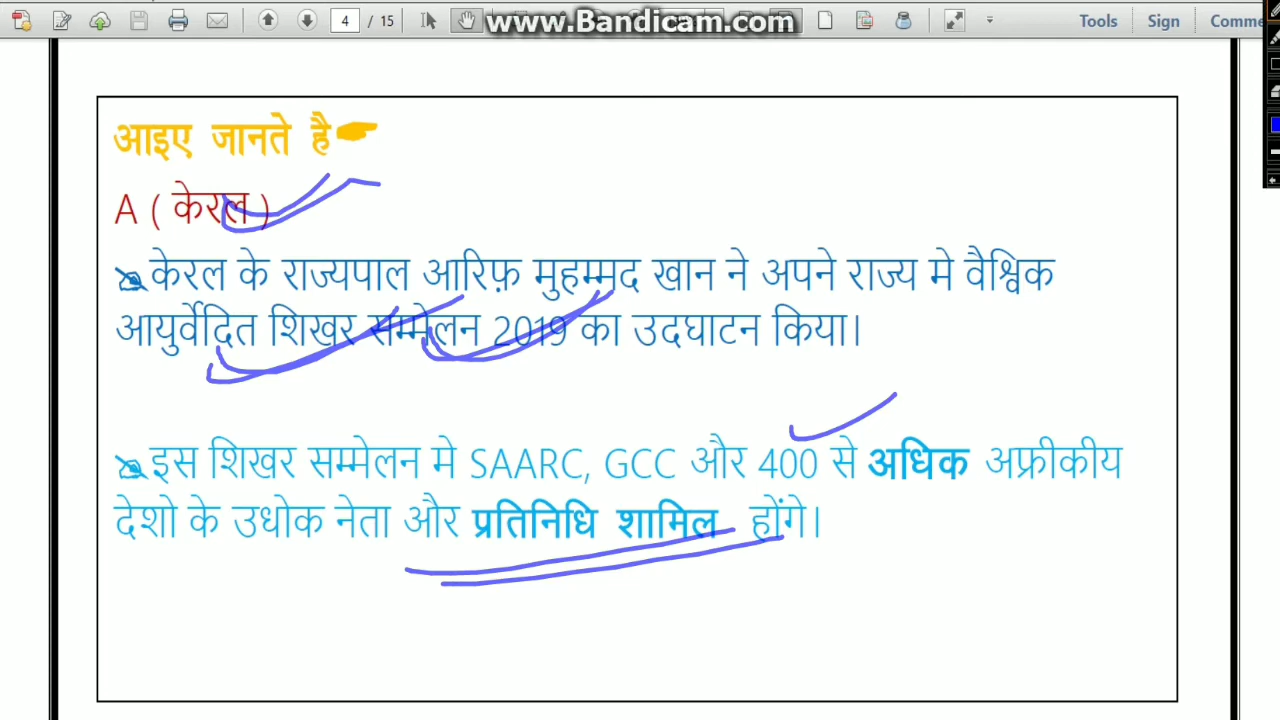 4 / 15
www.Bandicam.com
Tools Sign
आइए जानते है
A ( केरल )
केरल के राज्यपाल आरिफ़ मुहम्मद खान ने अपने राज्य मे वैश्विक
आयुर्वेदित शिखर सम्मेलन 2019 का उदघाटन किया।
इस शिखर सम्मेलन मे SAARC, GCC और 400 से अधिक अफ्रीकीय
देशो के उधोक नेता और प्रतिनिधि शामिल होंगे।